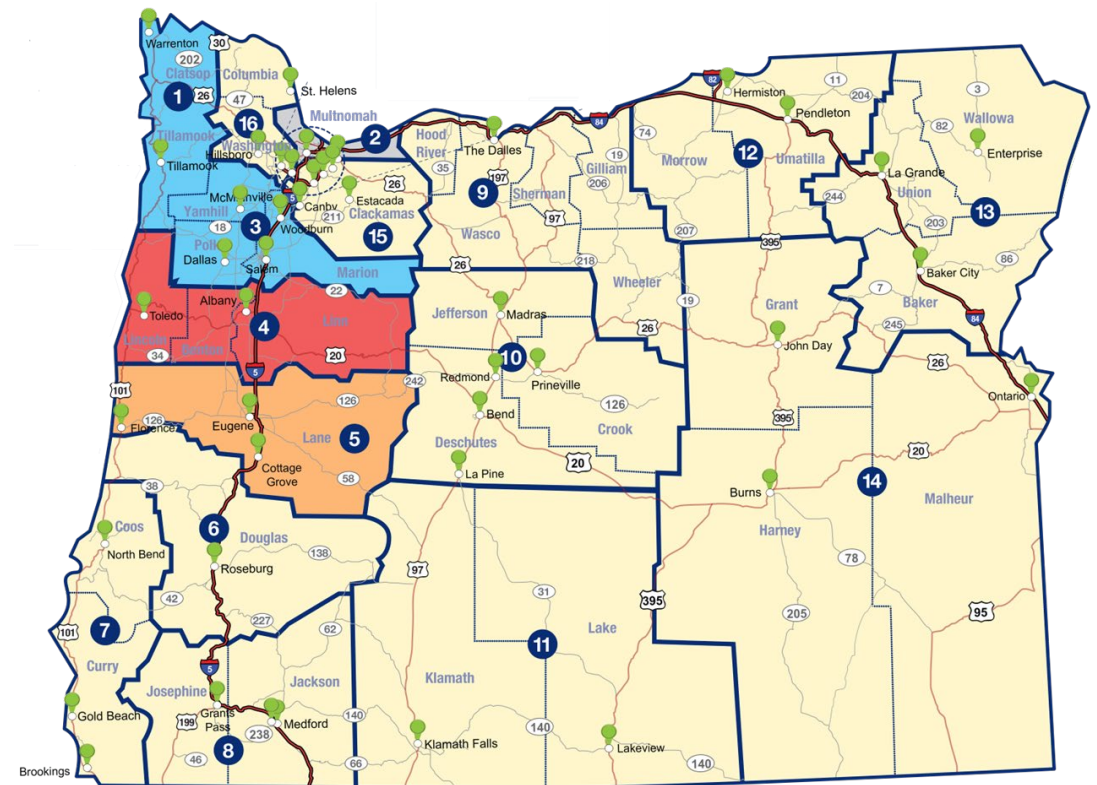 Warrenton
30
202
Clatsop
Columbia
1
26
47
St. Helens
16
Multnomah
2
84
82
Hermiston
11
204
3
Wallowa
Pendleton
Tillamook
Washington
Hillsboro
Tillamook
Hood
River
35
The Dalles
197
9
Sherman
Gilliam
19
206
74
Morrow
12
Umatilla
82
Enterprise
La Grande
Union
244
13
203
McMinnville
Yamhill
18
3
5
Canby
211
Woodburn
Estacada
26
Clackamas
15
Polk
Dallas
Salem
Marion
22
Wasco
97
26
218
207
395
Wheeler
86
Baker City
7
Baker
84
245
Toledo
Albany
4
Linn
Lincoln
Benton
34
20
5
Jefferson
Madras
10
Redmond
Prineville
26
19
Grant
John Day
26
101
126
Florence
Eugene
126
Lane
5
Cottage
Grove
58
242
Bend
Deschutes
126
Crook
La Pine
20
395
Ontario
20
14
Burns
Malheur
Harney
78
38
Coos
North Bend
6
Douglas
138
Roseburg
42
227
97
31
395
Lake
205
95
101
7
Curry
5
62
11
Klamath
Josephine
Jackson
Gold Beach
Grants
Pass
199
Medford
238
8
46
140
66
Klamath Falls
140
Lakeview
140
Brookings